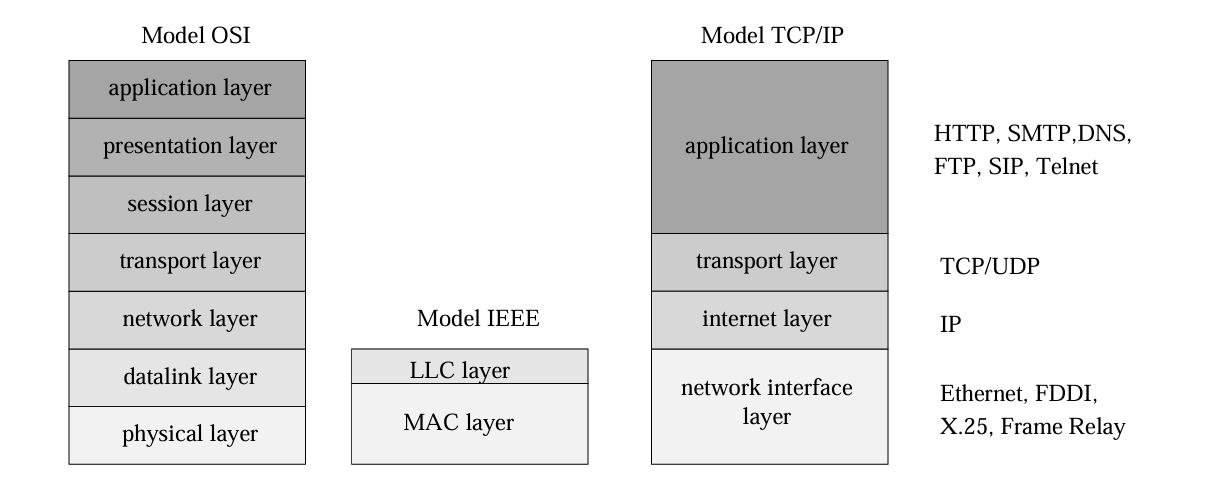 Model OSI
application layer
presentation layer
session layer
transport layer
network layer
datalink layer
physical layer
Model IEEE
LLC layer
MAC layer
Model TCP/IP
application layer
transport layer
internet layer
network interface
layer
HTTP, SMTP,DNS,
FTP, SIP, Telnet
TCP/UDP
IP
Ethernet, FDDI,
X.25, Frame Relay